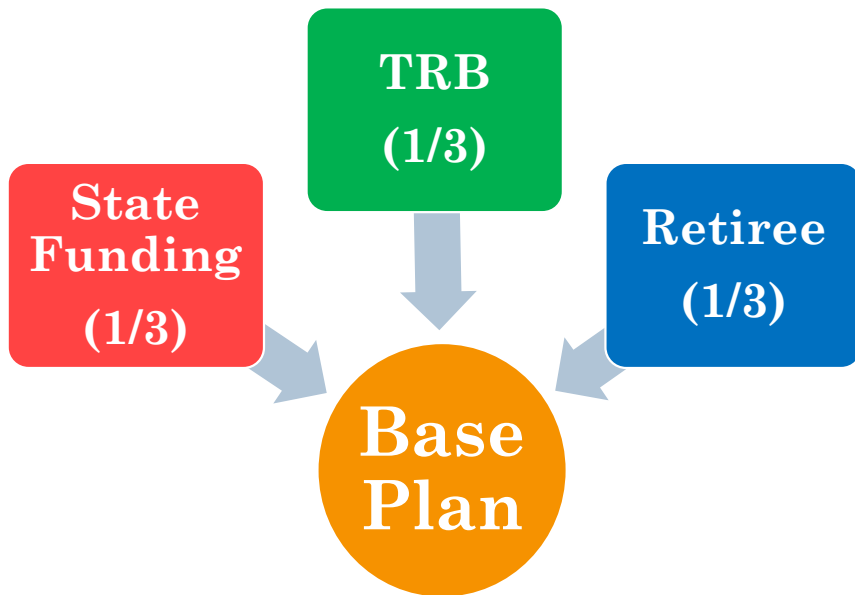 TRB
(1/3)
State
Funding
(1/3)
Retiree
(1/3)
Base
Plan